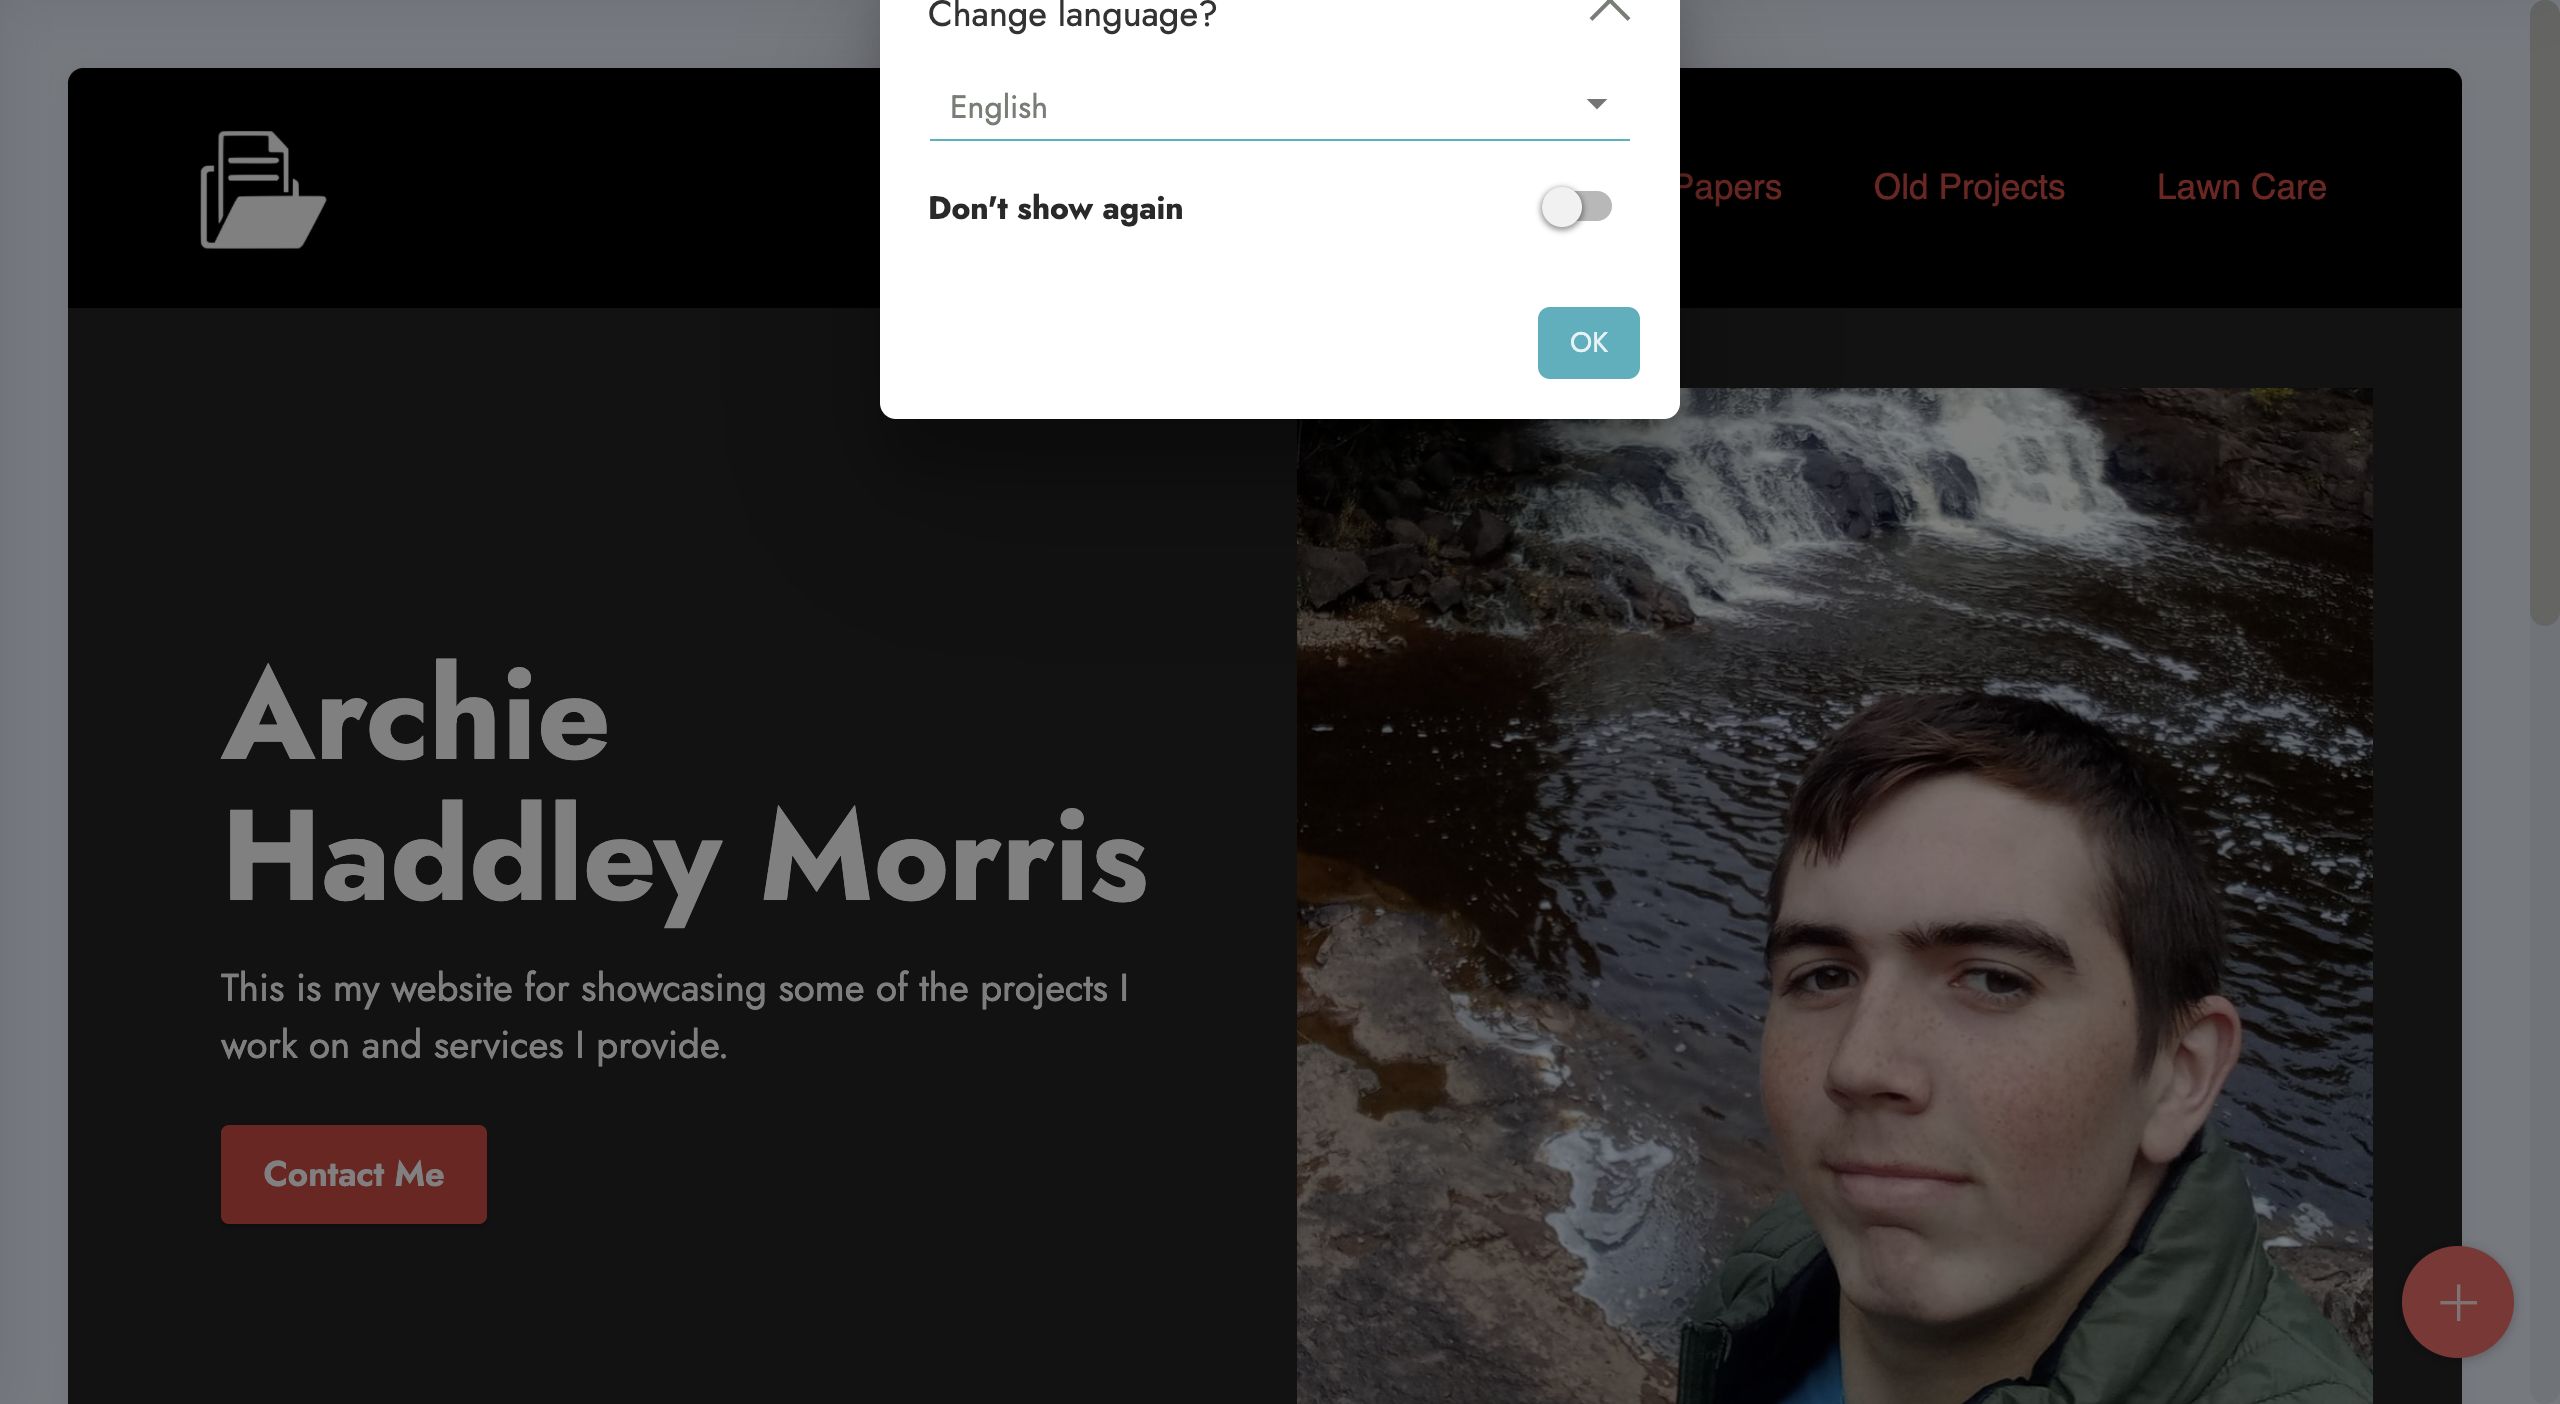 Change language?
English
Don't show again
OK
Papers
Old Projects
Lawn Care
Archie
Haddley Morris
This is my website for showcasing some of the projects I
work on and services I provide.
Contact Me